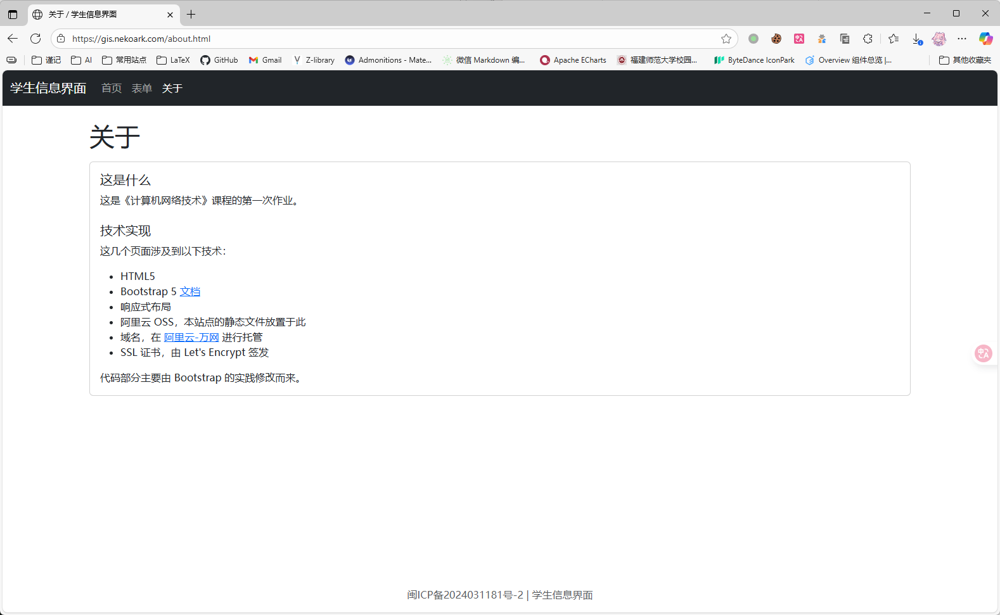 关于 / 学生信息界面
https://gis.nekoark.com/about.html
谨记 AI 常用站点 LaTeX GitHub Gmail Z-library Admonitions - Mate... 微信 Markdown 编... Apache ECharts 福建师范大学校园... ByteDance IconPark Overview 组件总览 |... 其他收藏夹
学生信息界面 首页 表单 关于
关于
这是什么
这是《计算机网络技术》课程的第一次作业。
技术实现
这几个页面涉及到以下技术：
HTML5
Bootstrap 5 文档
响应式布局
阿里云 OSS，本站点的静态文件放置于此
域名，在 阿里云-万网 进行托管
SSL 证书，由 Let's Encrypt 签发
代码部分主要由 Bootstrap 的实践修改而来。
闽ICP备2024031181号-2 | 学生信息界面